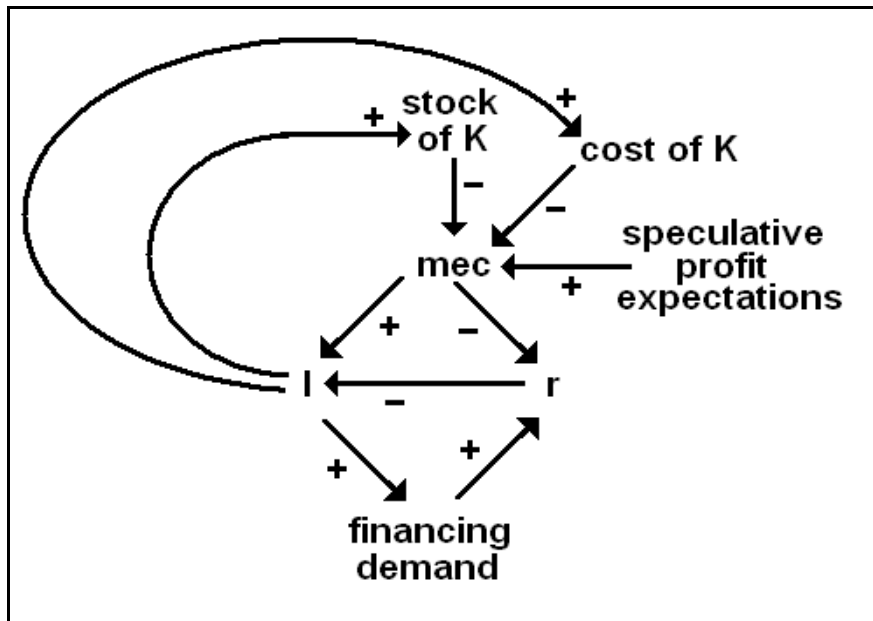 +
stock
of K
+
cost of K
−
−
speculative
profit
expectations
mec
+
+
−
I
−
r
+
+
financing
demand